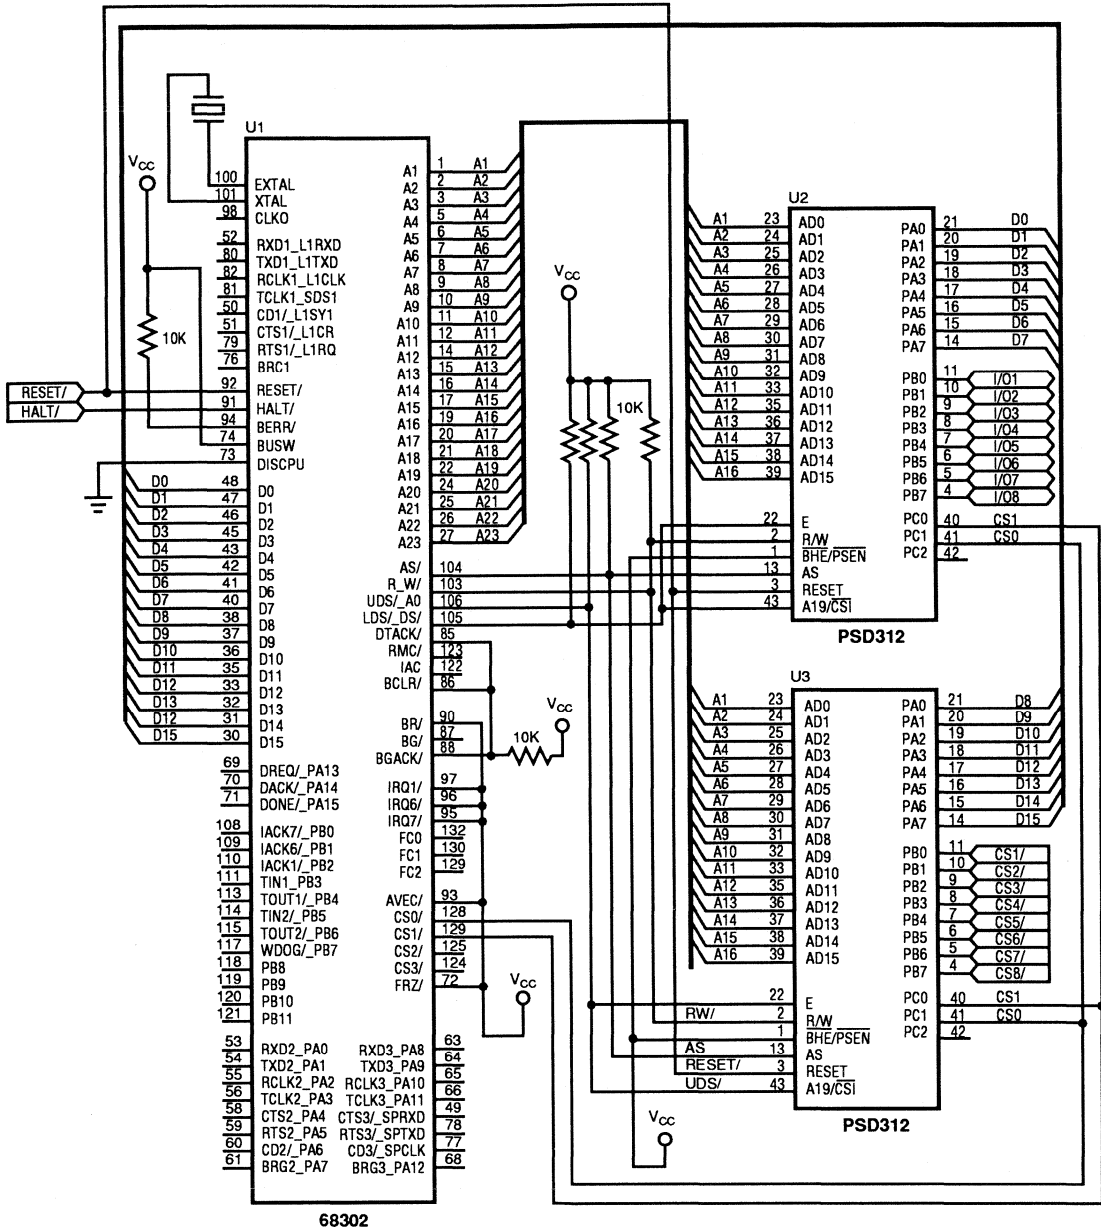 U1
VCC
100 EXTAL
101 XTAL
98 CLKO
52 RXD1_L1RXD
80 TXD1_L1TXD
82 RCLK1_L1CLK
81 TCLK1_SDS1
50 CD1/_L1SY1
51 CTS1/_L1CR
79 RTS1/_L1RQ
76 BRC1
10K
RESET/ 92 RESET/
HALT/ 91 HALT/
94 BERR/
74 BUSW
73 DISCPU
D0 48 D0
D1 47 D1
D2 46 D2
D3 45 D3
D4 43 D4
D5 42 D5
D6 41 D6
D7 40 D7
D8 38 D8
D9 37 D9
D10 36 D10
D11 35 D11
D12 33 D12
D13 32 D13
D12 31 D14
D15 30 D15
69 DREQ/_PA13
70 DACK/_PA14
71 DONE/_PA15
108 IACK7/_PB0
109 IACK6/_PB1
110 IACK1/_PB2
111 TIN1_PB3
113 TOUT1/_PB4
114 TIN2/_PB5
115 TOUT2/_PB6
117 WDOG/_PB7
118 PB8
119 PB9
120 PB10
121 PB11
53 RXD2_PA0
54 TXD2_PA1
55 RCLK2_PA2
56 TCLK2_PA3
58 CTS2_PA4
59 RTS2_PA5
60 CD2/_PA6
61 BRG2_PA7
A1 1 A1
A2 2 A2
A3 3 A3
A4 5 A4
A5 6 A5
A6 7 A6
A7 8 A7
A8 9 A8
A9 10 A9
A10 11 A10
A11 12 A11
A12 14 A12
A13 15 A13
A14 16 A14
A15 17 A15
A16 19 A16
A17 20 A17
A18 21 A18
A19 22 A19
A20 24 A20
A21 25 A21
A22 26 A22
A23 27 A23
AS/ 104
R_W/ 103
UDS/_A0 106
LDS/_DS/ 105
DTACK/ 85
RMC/ 123
IAC 122
BCLR/ 86
BR/ 90
BG/ 87
BGACK/ 88
10K
VCC
IRQ1/ 97
IRQ6/ 96
IRQ7/ 95
FC0 132
FC1 130
FC2 129
AVEC/ 93
CS0/ 128
CS1/ 129
CS2/ 125
CS3/ 124
FRZ/ 72
VCC
RXD3_PA8 63
TXD3_PA9 64
RCLK3_PA10 65
TCLK3_PA11 66
CTS3/_SPRXD 49
RTS3/_SPTXD 78
CD3/_SPCLK 77
BRG3_PA12 68
68302
VCC
10K
U2
A1 23 AD0
A2 24 AD1
A3 25 AD2
A4 26 AD3
A5 27 AD4
A6 28 AD5
A7 29 AD6
A8 30 AD7
A9 31 AD8
A10 32 AD9
A11 33 AD10
A12 35 AD11
A13 36 AD12
A14 37 AD13
A15 38 AD14
A16 39 AD15
22 E
2 R/W
1 BHE/PSEN
13 AS
3 RESET
43 A19/CSI
PA0 21 D0
PA1 20 D1
PA2 19 D2
PA3 18 D3
PA4 17 D4
PA5 16 D5
PA6 15 D6
PA7 14 D7
PB0 11 I/O1
PB1 10 I/O2
PB2 9 I/O3
PB3 8 I/O4
PB4 7 I/O5
PB5 6 I/O6
PB6 5 I/O7
PB7 4 I/O8
PC0 40 CS1
PC1 41 CS0
PC2 42
PSD312
U3
A1 23 AD0
A2 24 AD1
A3 25 AD2
A4 26 AD3
A5 27 AD4
A6 28 AD5
A7 29 AD6
A8 30 AD7
A9 31 AD8
A10 32 AD9
A11 33 AD10
A12 35 AD11
A13 36 AD12
A14 37 AD13
A15 38 AD14
A16 39 AD15
22 E
RW/ 2 R/W
1 BHE/PSEN
AS 13 AS
RESET/ 3 RESET
UDS/ 43 A19/CSI
VCC
PA0 21 D8
PA1 20 D9
PA2 19 D10
PA3 18 D11
PA4 17 D12
PA5 16 D13
PA6 15 D14
PA7 14 D15
PB0 11 CS1/
PB1 10 CS2/
PB2 9 CS3/
PB3 8 CS4/
PB4 7 CS5/
PB5 6 CS6/
PB6 5 CS7/
PB7 4 CS8/
PC0 40 CS1
PC1 41 CS0
PC2 42
PSD312